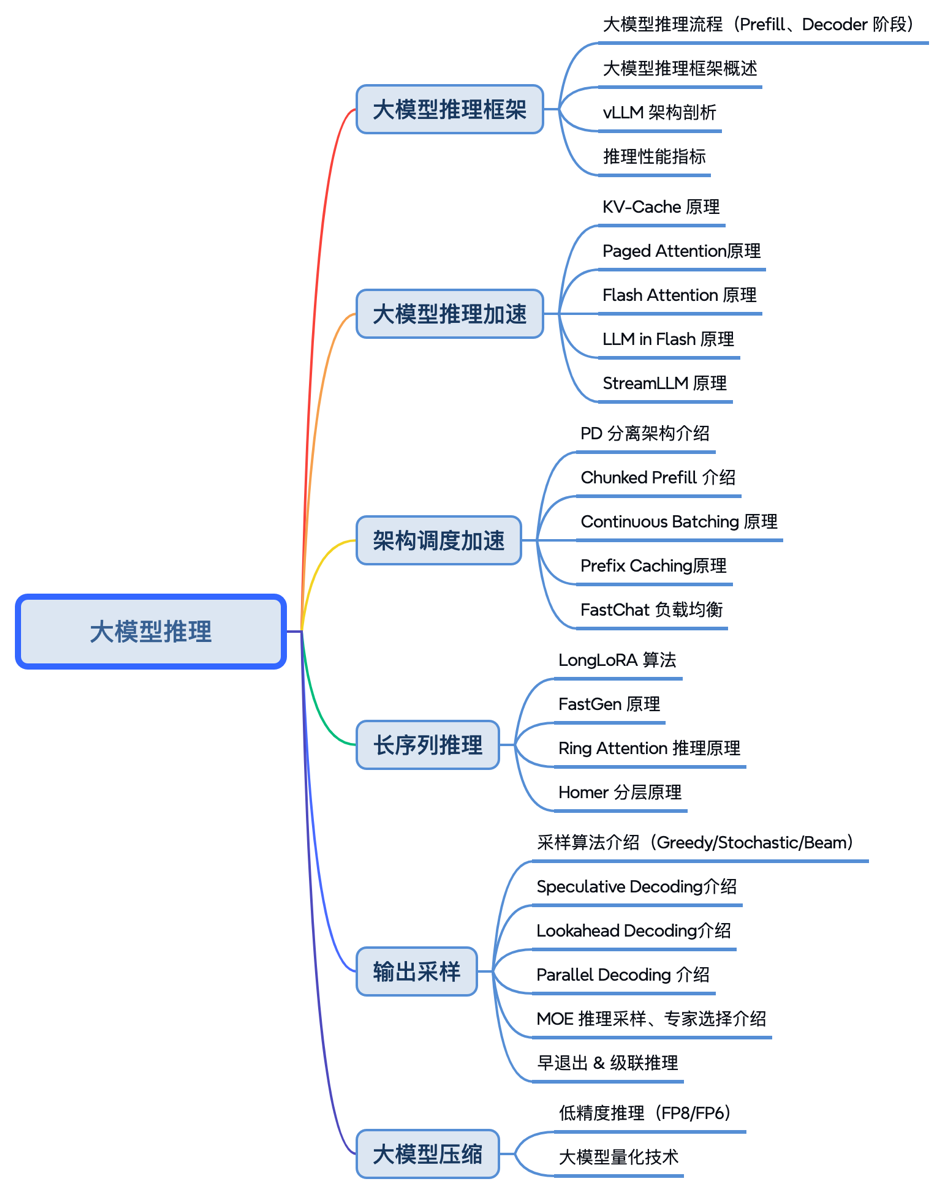 大模型推理
大模型推理框架
大模型推理流程（Prefill、Decoder 阶段）
大模型推理框架概述
vLLM 架构剖析
推理性能指标
大模型推理加速
KV-Cache 原理
Paged Attention原理
Flash Attention 原理
LLM in Flash 原理
StreamLLM 原理
架构调度加速
PD 分离架构介绍
Chunked Prefill 介绍
Continuous Batching 原理
Prefix Caching原理
FastChat 负载均衡
长序列推理
LongLoRA 算法
FastGen 原理
Ring Attention 推理原理
Homer 分层原理
输出采样
采样算法介绍（Greedy/Stochastic/Beam）
Speculative Decoding介绍
Lookahead Decoding介绍
Parallel Decoding 介绍
MOE 推理采样、专家选择介绍
早退出 & 级联推理
大模型压缩
低精度推理（FP8/FP6）
大模型量化技术